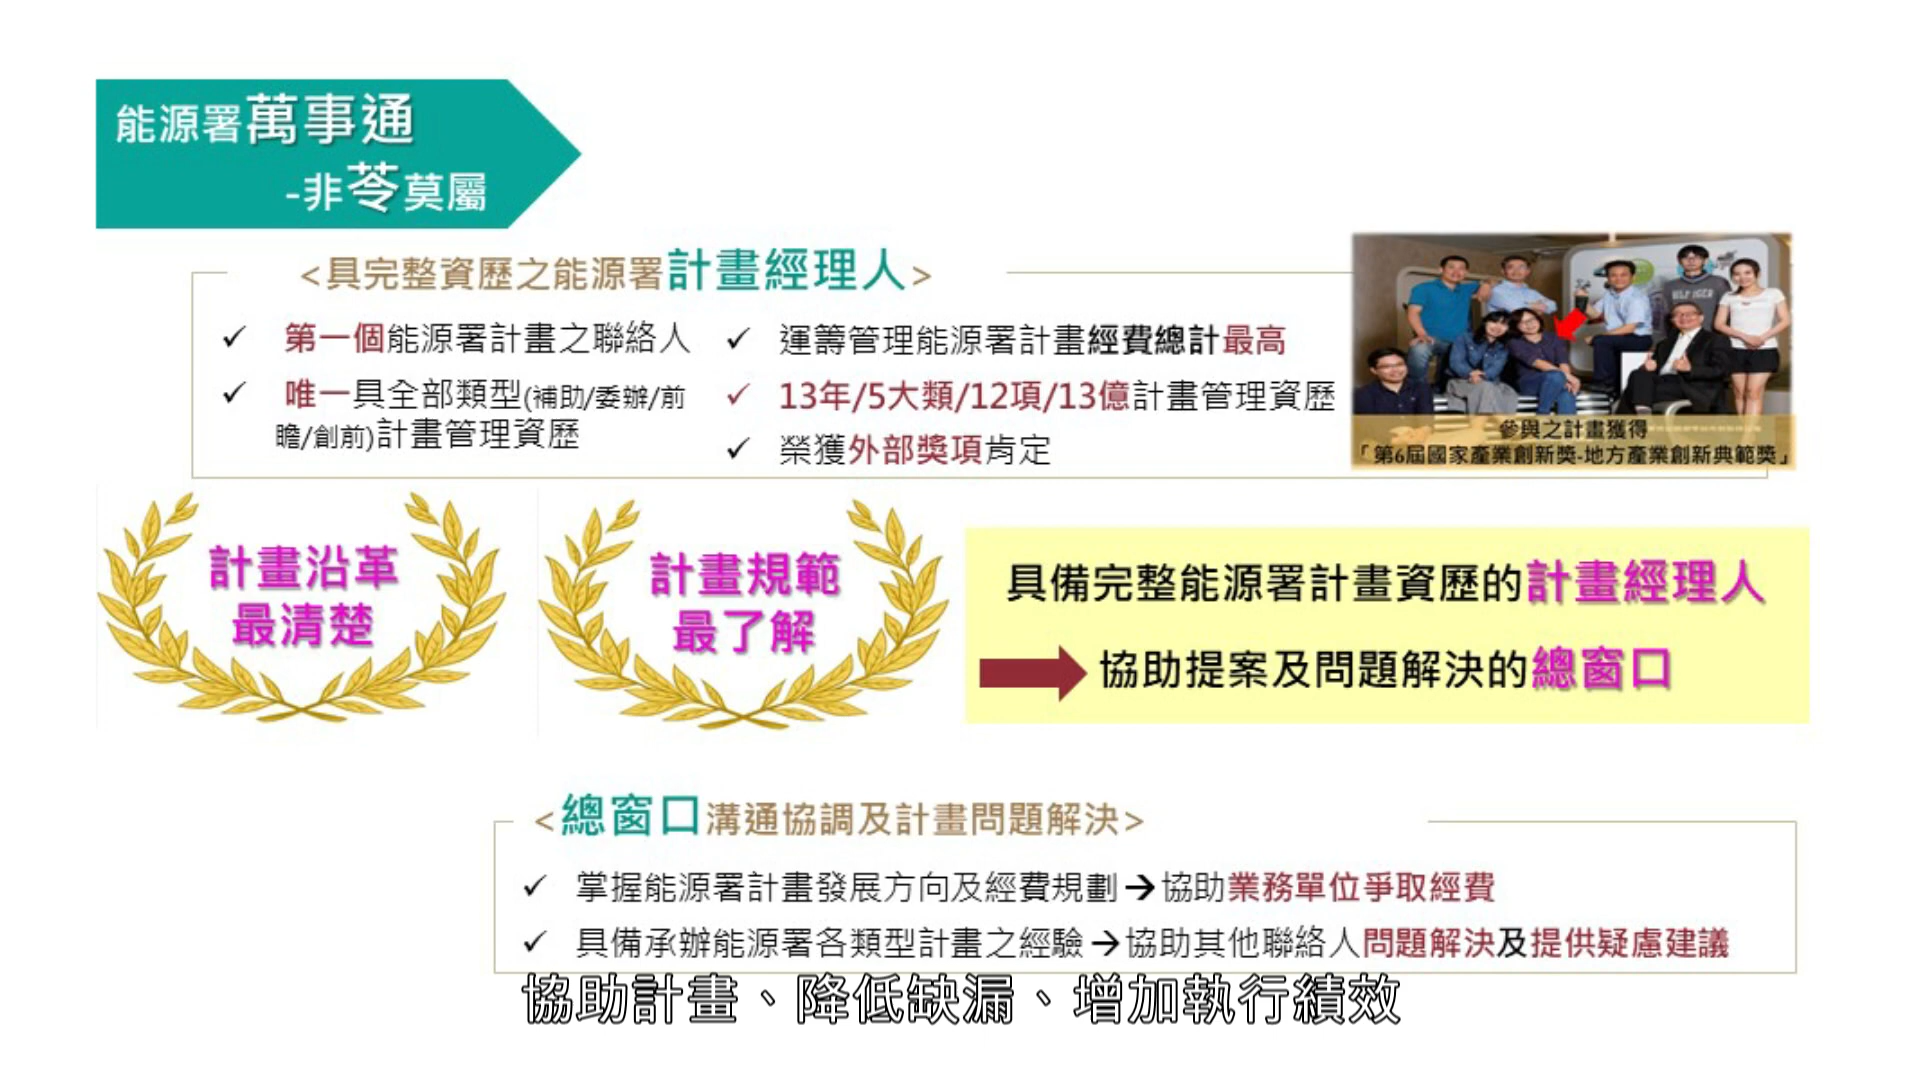 能源署萬事通
-非苓莫屬
<具完整資歷之能源署計畫經理人>
✓ 第一個能源署計畫之聯絡人
✓ 唯一具全部類型(補助/委辦/前
瞻/創前)計畫管理資歷
✓ 運籌管理能源署計畫經費總計最高
✓ 13年/5大類/12項/13億計畫管理資歷
✓ 榮獲外部獎項肯定
參與之計畫獲得
「第6屆國家產業創新獎-地方產業創新典範獎」
計畫沿革
最清楚
計畫規範
最了解
具備完整能源署計畫資歷的計畫經理人
協助提案及問題解決的總窗口
<總窗口溝通協調及計畫問題解決>
✓ 掌握能源署計畫發展方向及經費規劃→協助業務單位爭取經費
✓ 具備承辦能源署各類型計畫之經驗→協助其他聯絡人問題解決及提供疑慮建議
協助計畫、降低缺漏、增加執行績效